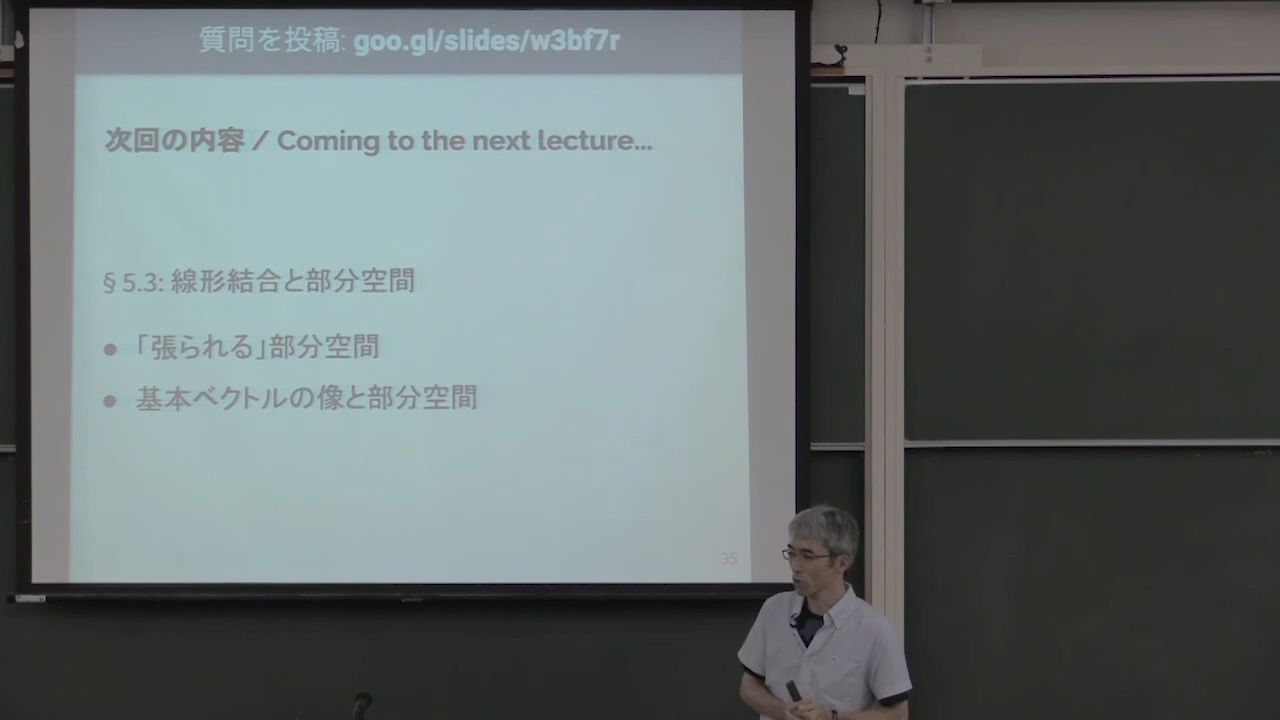 質問を投稿: goo.gl/slides/w3bf7r
次回の内容 / Coming to the next lecture...
§ 5.3: 線形結合と部分空間
● 「張られる」部分空間
● 基本ベクトルの像と部分空間
35